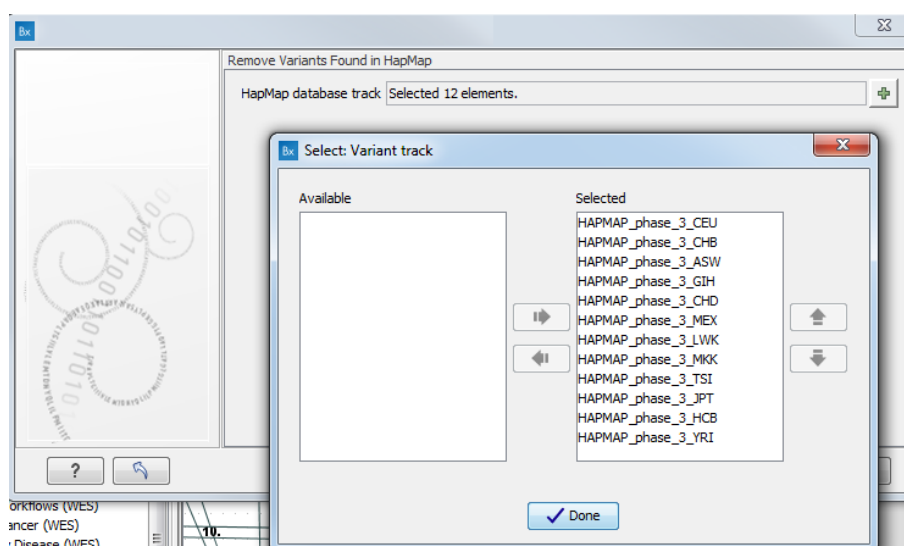 Bx
Remove Variants Found in HapMap
HapMap database track Selected 12 elements.
Bx Select: Variant track
Available
Selected
HAPMAP_phase_3_CEU
HAPMAP_phase_3_CHB
HAPMAP_phase_3_ASW
HAPMAP_phase_3_GIH
HAPMAP_phase_3_CHD
HAPMAP_phase_3_MEX
HAPMAP_phase_3_LWK
HAPMAP_phase_3_MKK
HAPMAP_phase_3_TSI
HAPMAP_phase_3_JPT
HAPMAP_phase_3_HCB
HAPMAP_phase_3_YRI
?
Done
orkflows (WES)
ancer (WES)
Disease (WES)
10.